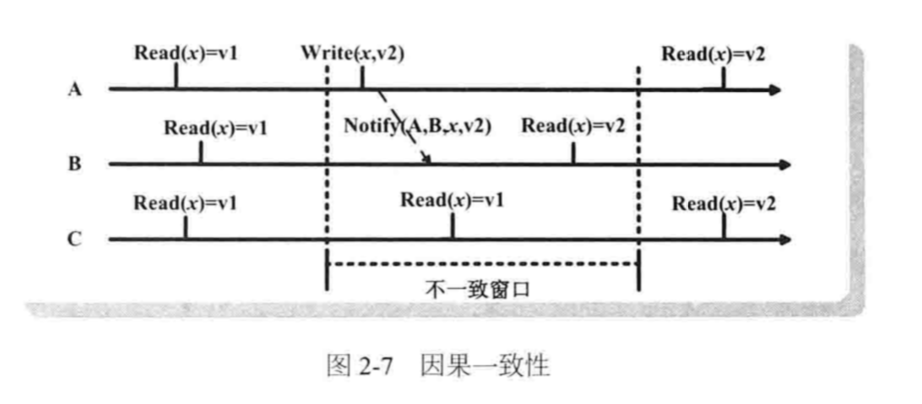 Read(x)=v1 Write(x,v2) Read(x)=v2
A
Read(x)=v1 Notify(A,B,x,v2) Read(x)=v2
B
Read(x)=v1 Read(x)=v1 Read(x)=v2
C
不一致窗口
图 2-7 因果一致性